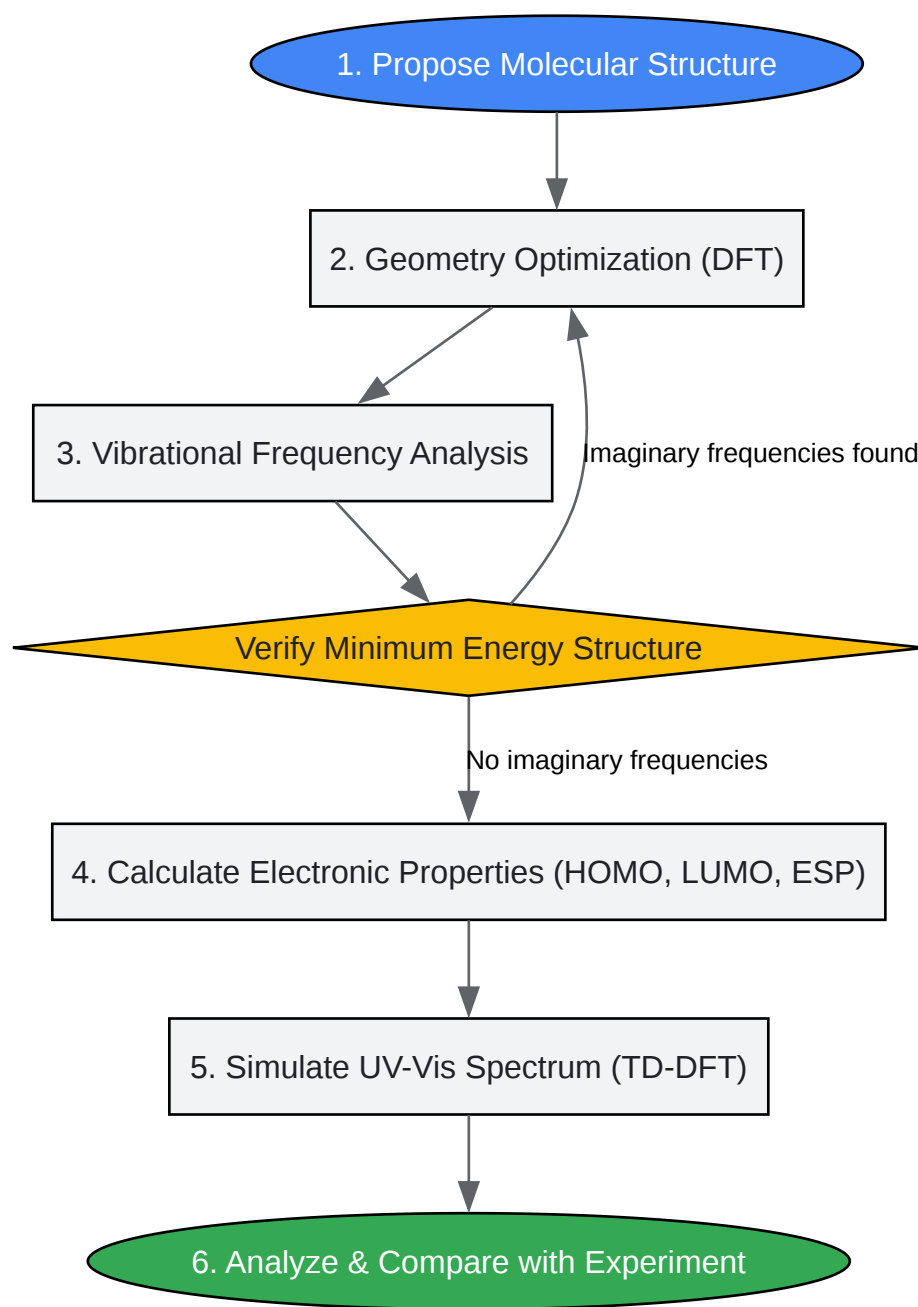 1. Propose Molecular Structure
2. Geometry Optimization (DFT)
3. Vibrational Frequency Analysis
Imaginary frequencies found
Verify Minimum Energy Structure
No imaginary frequencies
4. Calculate Electronic Properties (HOMO, LUMO, ESP)
5. Simulate UV-Vis Spectrum (TD-DFT)
6. Analyze & Compare with Experiment